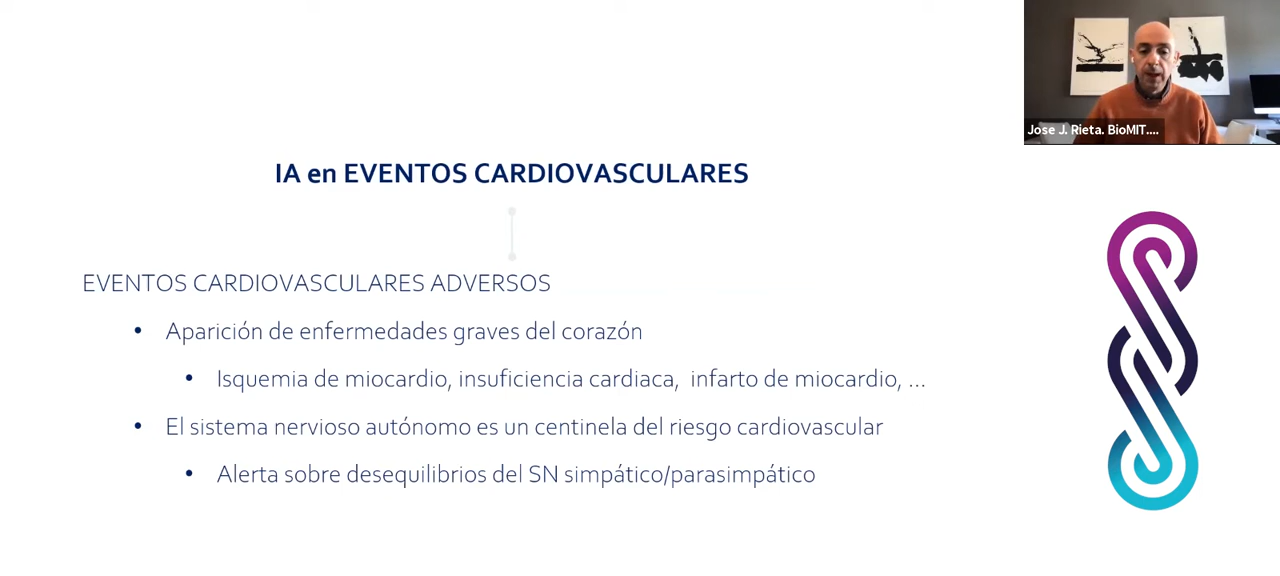 Jose J. Rieta. BioMIT....
IA en EVENTOS CARDIOVASCULARES
EVENTOS CARDIOVASCULARES ADVERSOS
• Aparición de enfermedades graves del corazón
• Isquemia de miocardio, insuficiencia cardiaca, infarto de miocardio, ...
• El sistema nervioso autónomo es un centinela del riesgo cardiovascular
• Alerta sobre desequilibrios del SN simpático/parasimpático